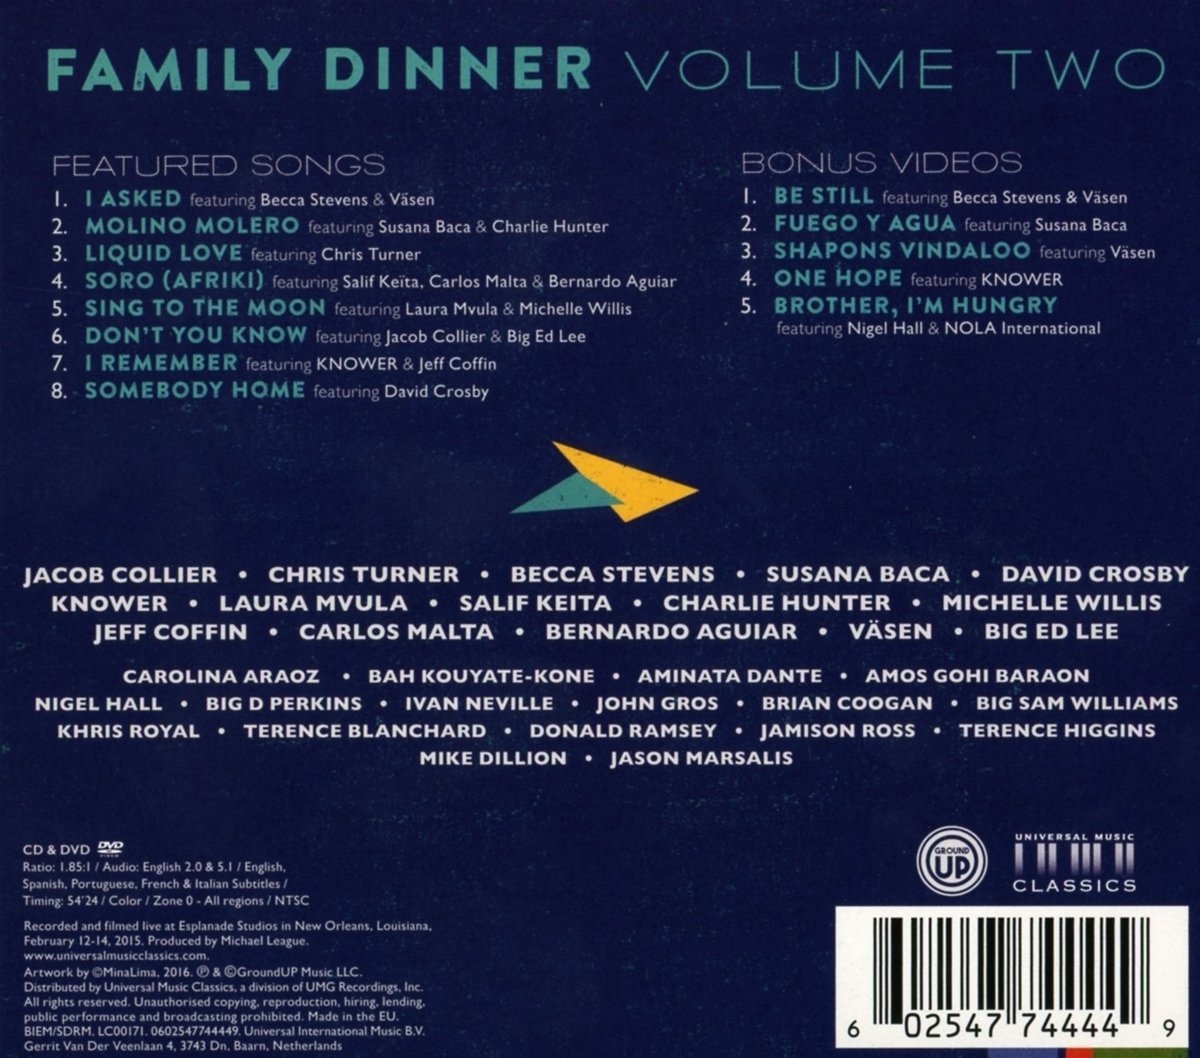 FAMILY DINNER VOLUME TWO
FEATURED SONGS
1. I ASKED featuring Becca Stevens & Väsen
2. MOLINO MOLERO featuring Susana Baca & Charlie Hunter
3. LIQUID LOVE featuring Chris Turner
4. SORO (AFRIKI) featuring Salif Keïta, Carlos Malta & Bernardo Aguiar
5. SING TO THE MOON featuring Laura Mvula & Michelle Willis
6. DON'T YOU KNOW featuring Jacob Collier & Big Ed Lee
7. I REMEMBER featuring KNOWER & Jeff Coffin
8. SOMEBODY HOME featuring David Crosby
BONUS VIDEOS
1. BE STILL featuring Becca Stevens & Väsen
2. FUEGO Y AGUA featuring Susana Baca
3. SHAPONS VINDALOO featuring Väsen
4. ONE HOPE featuring KNOWER
5. BROTHER, I'M HUNGRY
featuring Nigel Hall & NOLA International
JACOB COLLIER • CHRIS TURNER • BECCA STEVENS • SUSANA BACA • DAVID CROSBY
KNOWER • LAURA MVULA • SALIF KEITA • CHARLIE HUNTER • MICHELLE WILLIS
JEFF COFFIN • CARLOS MALTA • BERNARDO AGUIAR • VÄSEN • BIG ED LEE
CAROLINA ARAOZ • BAH KOUYATE-KONE • AMINATA DANTE • AMOS GOHI BARAON
NIGEL HALL • BIG D PERKINS • IVAN NEVILLE • JOHN GROS • BRIAN COOGAN • BIG SAM WILLIAMS
KHRIS ROYAL • TERENCE BLANCHARD • DONALD RAMSEY • JAMISON ROSS • TERENCE HIGGINS
MIKE DILLION • JASON MARSALIS
CD & DVD DVD VIDEO
Ratio: 1.85:1 / Audio: English 2.0 & 5.1 / English,
Spanish, Portuguese, French & Italian Subtitles /
Timing: 54'24 / Color / Zone 0 - All regions / NTSC
Recorded and filmed live at Esplanade Studios in New Orleans, Louisiana,
February 12-14, 2015. Produced by Michael League.
www.universalmusicclassics.com.
Artwork by ©MinaLima, 2016. ℗ & ©GroundUP Music LLC.
Distributed by Universal Music Classics, a division of UMG Recordings, Inc.
All rights reserved. Unauthorised copying, reproduction, hiring, lending,
public performance and broadcasting prohibited. Made in the EU.
BIEM/SDRM. LC00171. 0602547744449. Universal International Music B.V.
Gerrit Van Der Veenlaan 4, 3743 Dn, Baarn, Netherlands
GROUND
UP
UNIVERSAL MUSIC
CLASSICS
6 02547 74444 9